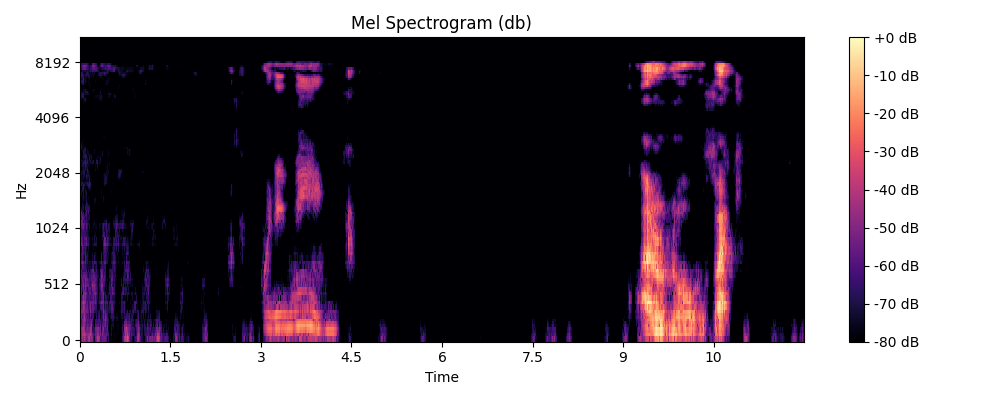 Mel Spectrogram (db)
8192
4096
2048
1024
512
0
Hz
0 1.5 3 4.5 6 7.5 9 10
Time
+0 dB
-10 dB
-20 dB
-30 dB
-40 dB
-50 dB
-60 dB
-70 dB
-80 dB